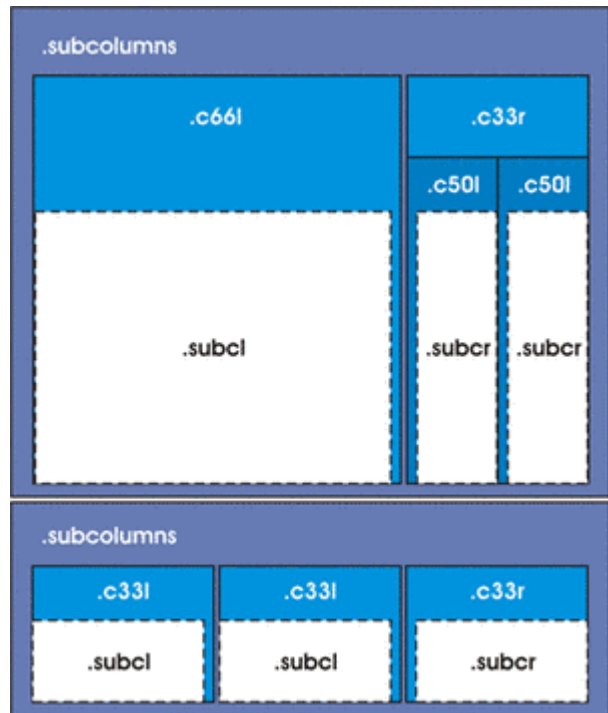 .subcolumns
.c66l
.c33r
.c50l
.c50l
.subcl
.subcr
.subcr
.subcolumns
.c33l
.c33l
.c33r
.subcl
.subcl
.subcr